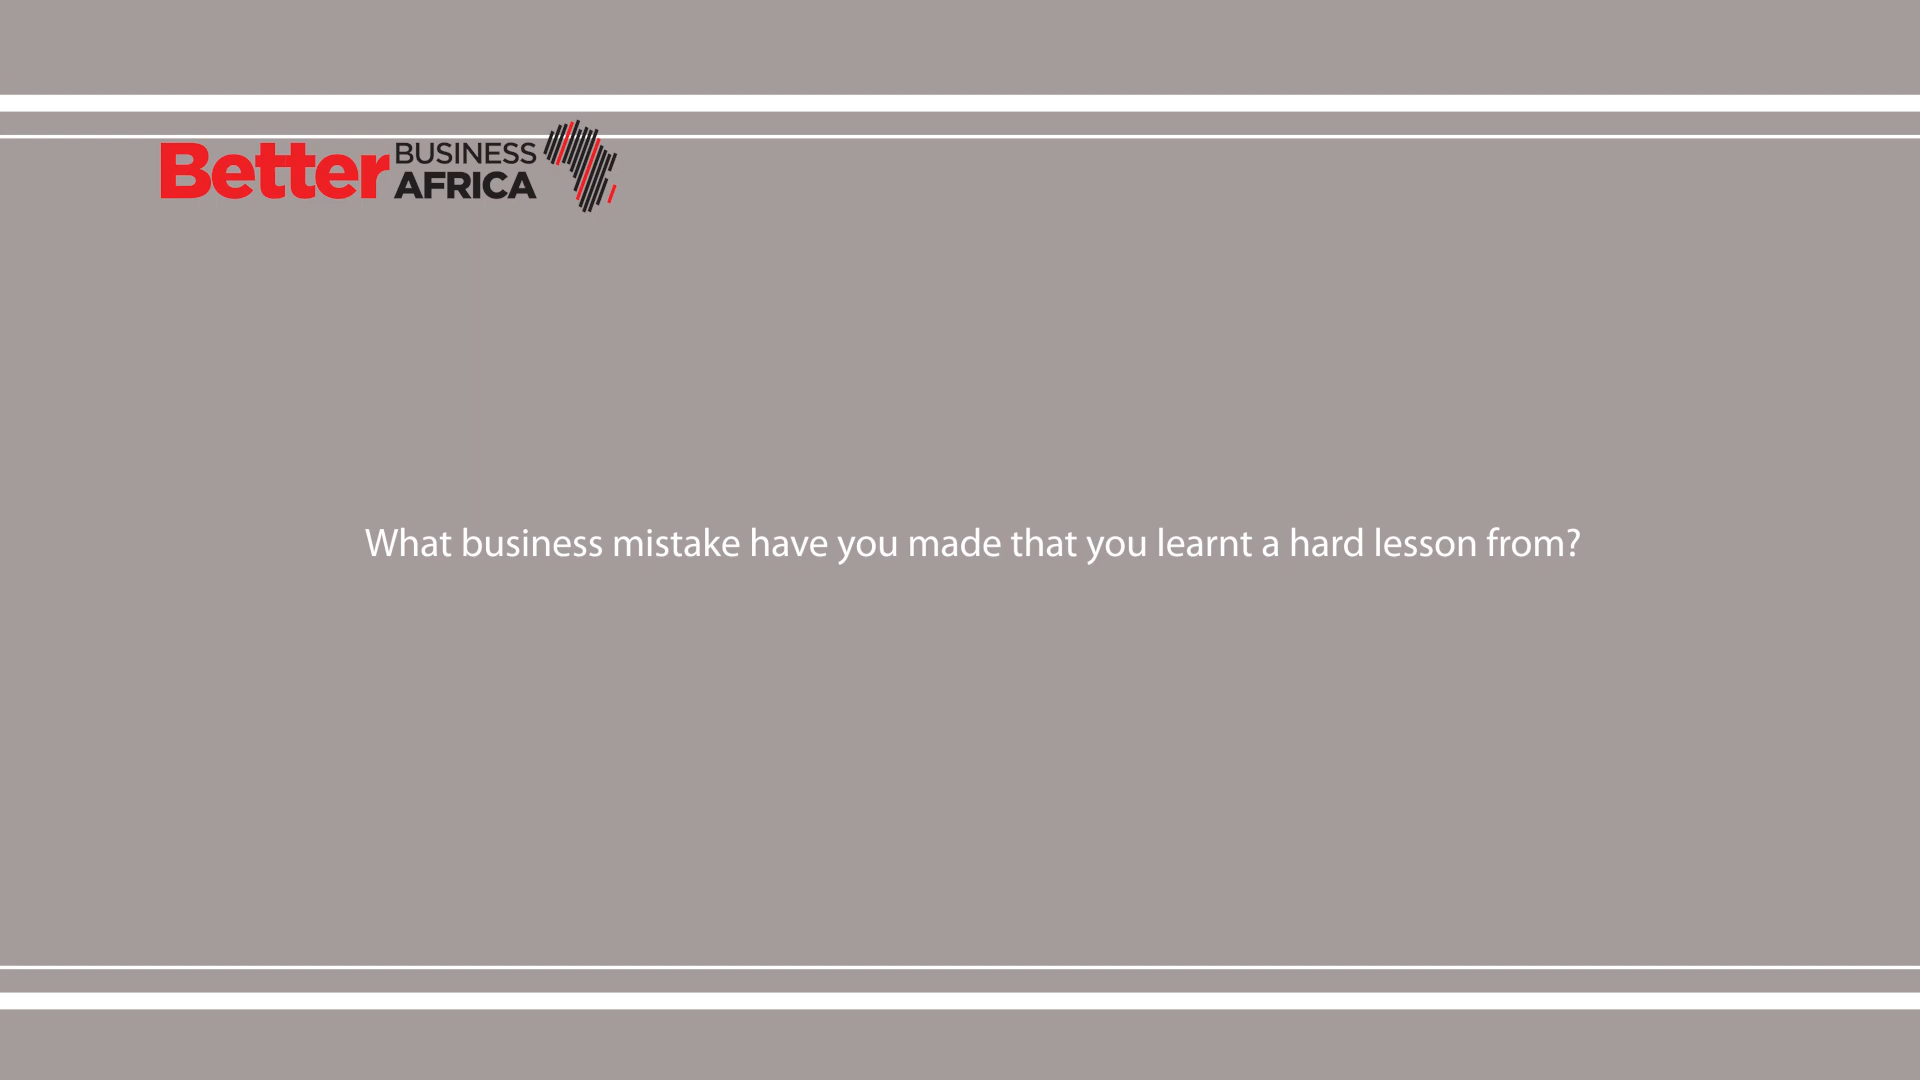 Better BUSINESS
AFRICA
What business mistake have you made that you learnt a hard lesson from?